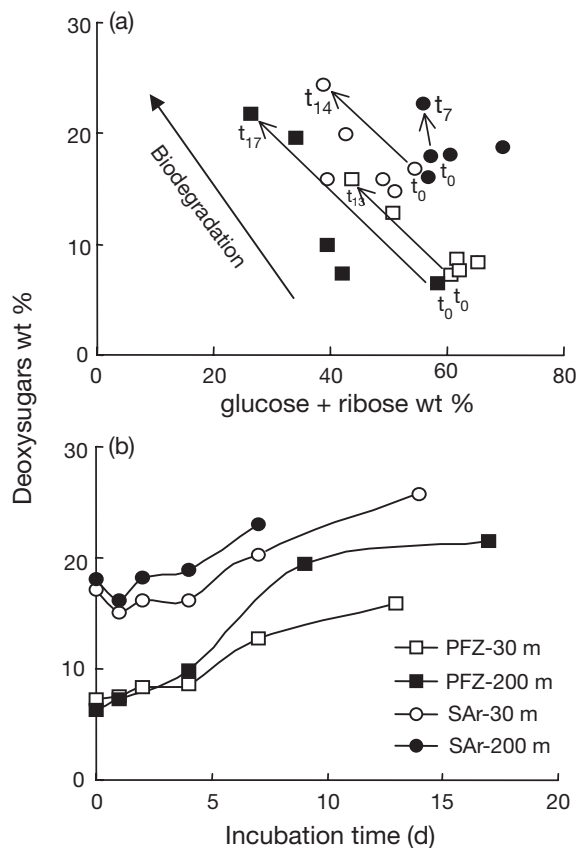 (a)
30
20
10
0
t14
t7
t17
t0
t0
t13
t0 t0
Biodegradation
0 20 40 60 80
glucose + ribose wt %
Deoxysugars wt %
(b)
30
20
10
0
PFZ-30 m
PFZ-200 m
SAr-30 m
SAr-200 m
0 5 10 15 20
Incubation time (d)